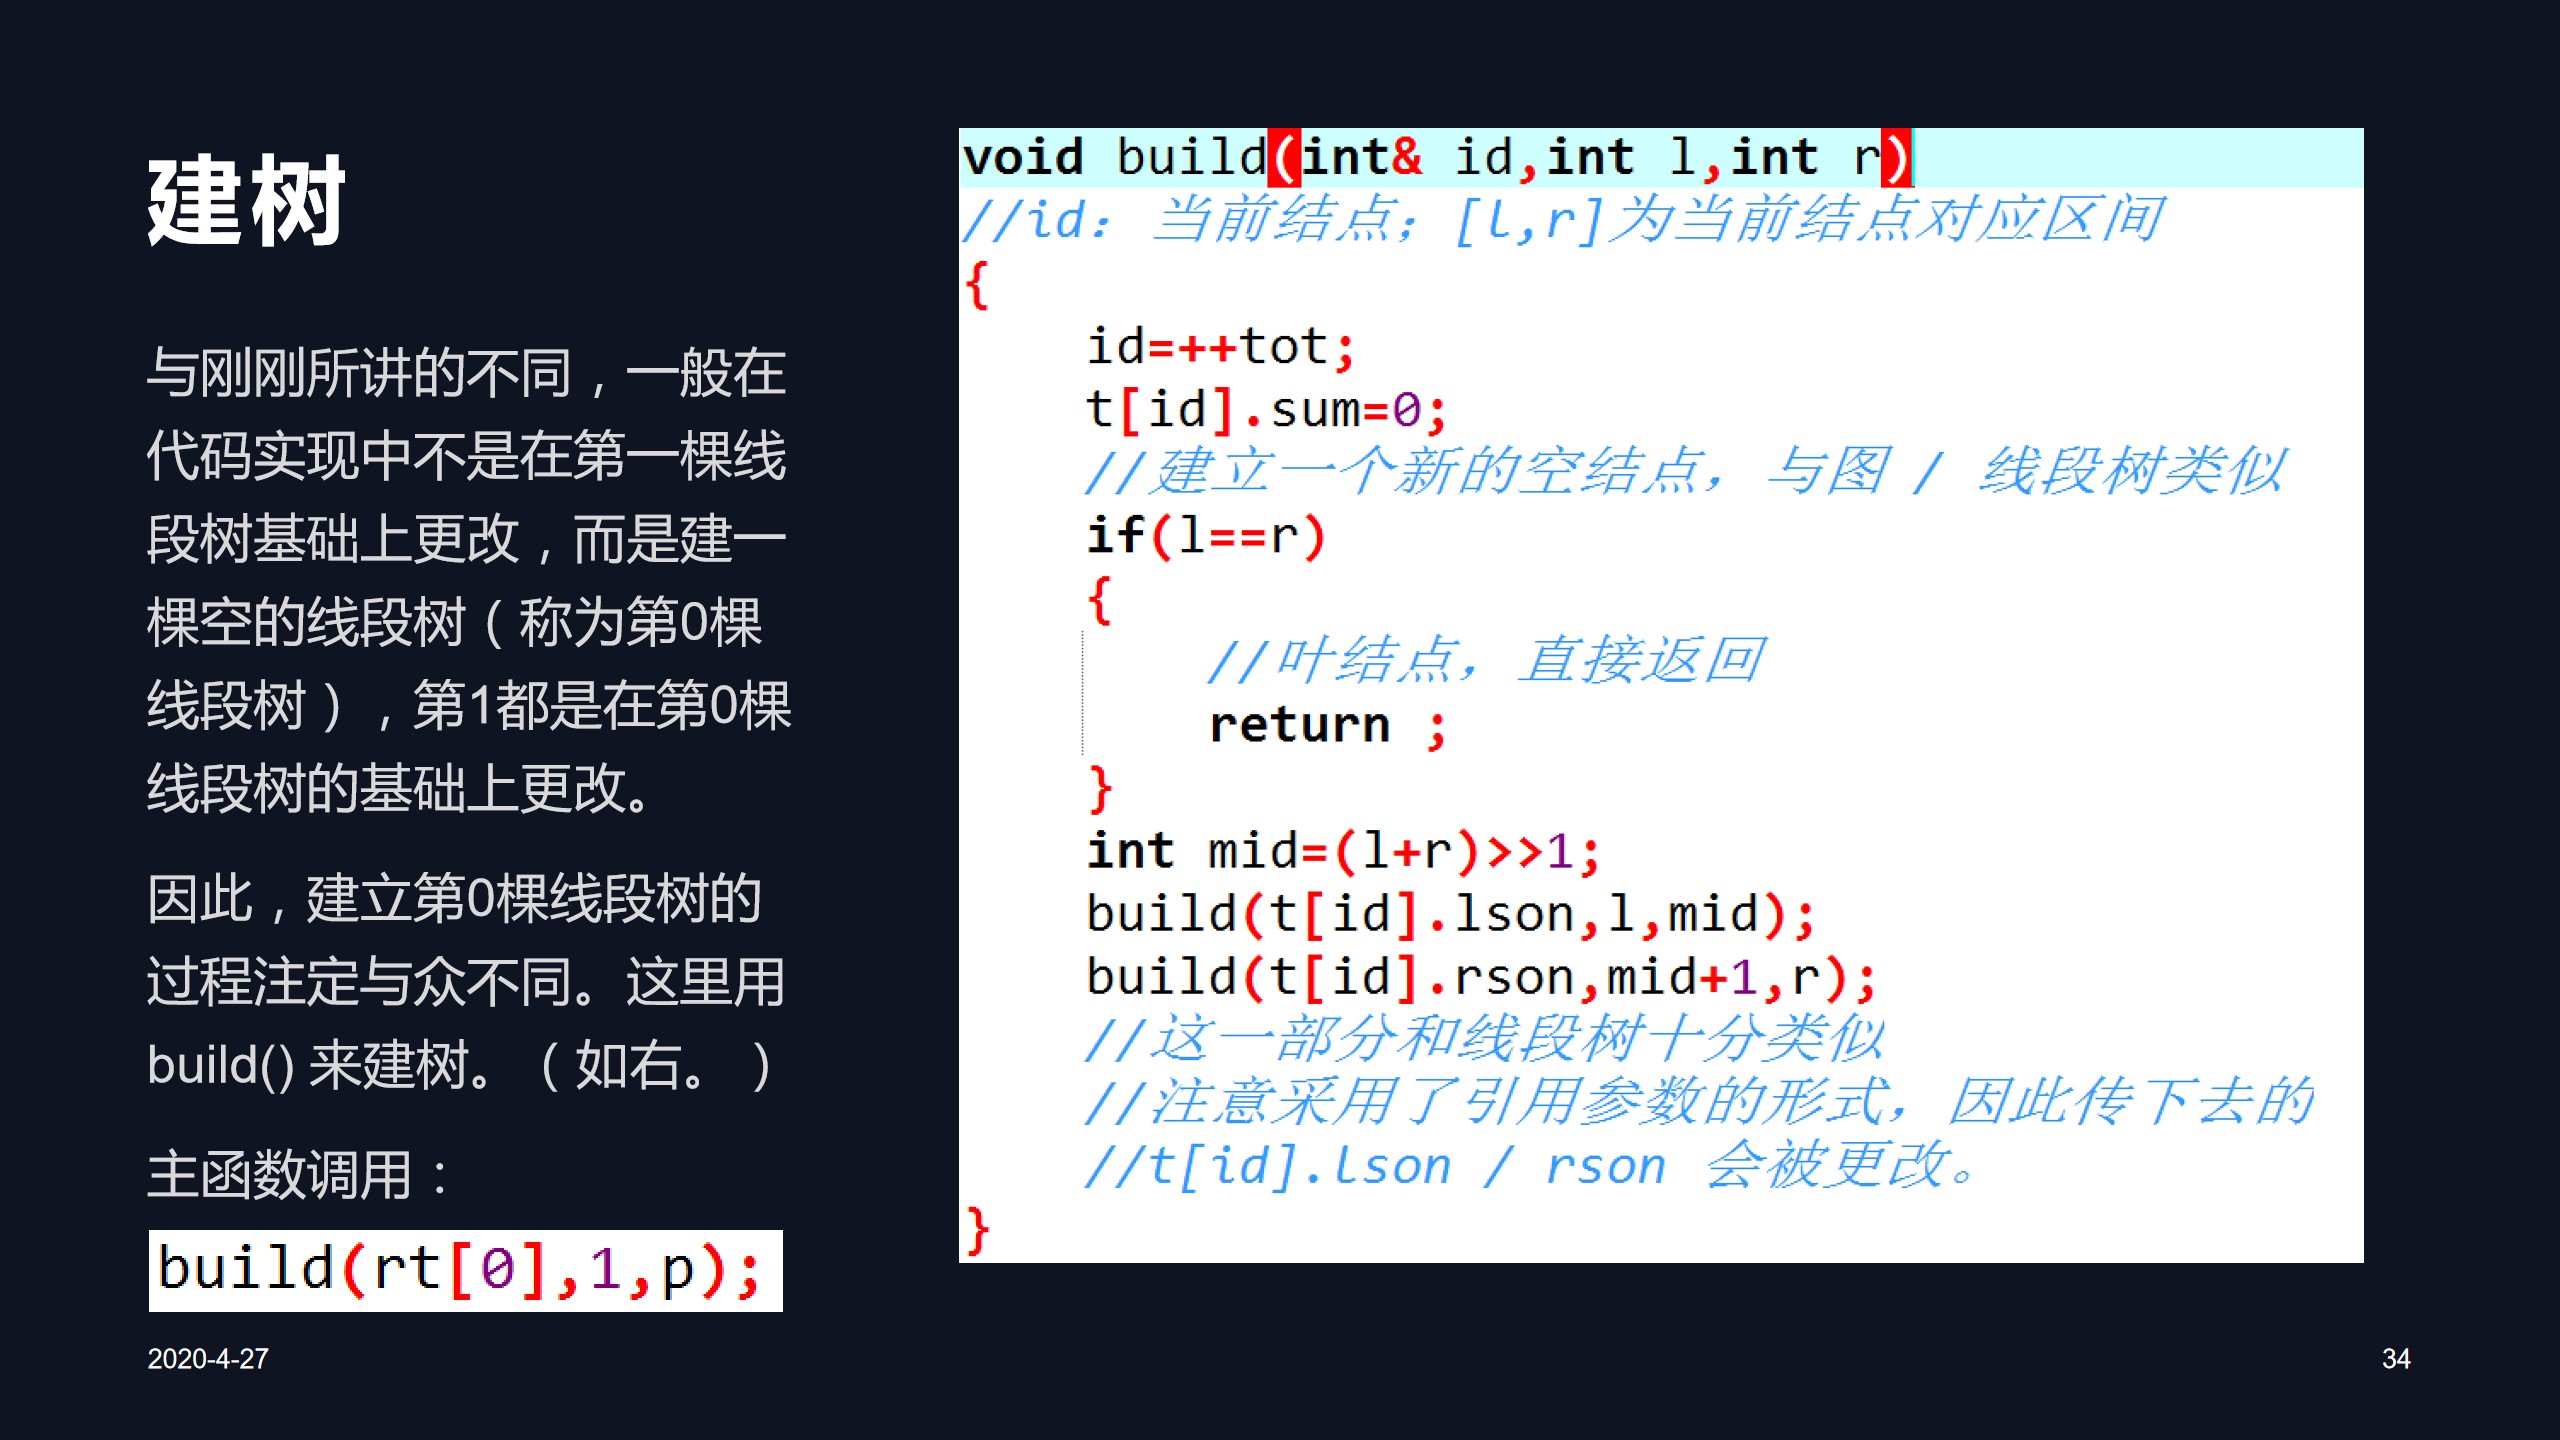 建树
与刚刚所讲的不同，一般在
代码实现中不是在第一棵线
段树基础上更改，而是建一
棵空的线段树（称为第0棵
线段树），第1都是在第0棵
线段树的基础上更改。
因此，建立第0棵线段树的
过程注定与众不同。这里用
build() 来建树。（如右。）
主函数调用：
build(rt[0],1,p);
void build(int& id,int l,int r)
//id：当前结点；[l,r]为当前结点对应区间
{
id=++tot;
t[id].sum=0;
//建立一个新的空结点，与图 / 线段树类似
if(l==r)
{
//叶结点，直接返回
return ;
}
int mid=(l+r)>>1;
build(t[id].lson,l,mid);
build(t[id].rson,mid+1,r);
//这一部分和线段树十分类似
//注意采用了引用参数的形式，因此传下去的
//t[id].lson / rson 会被更改。
}
2020-4-27
34